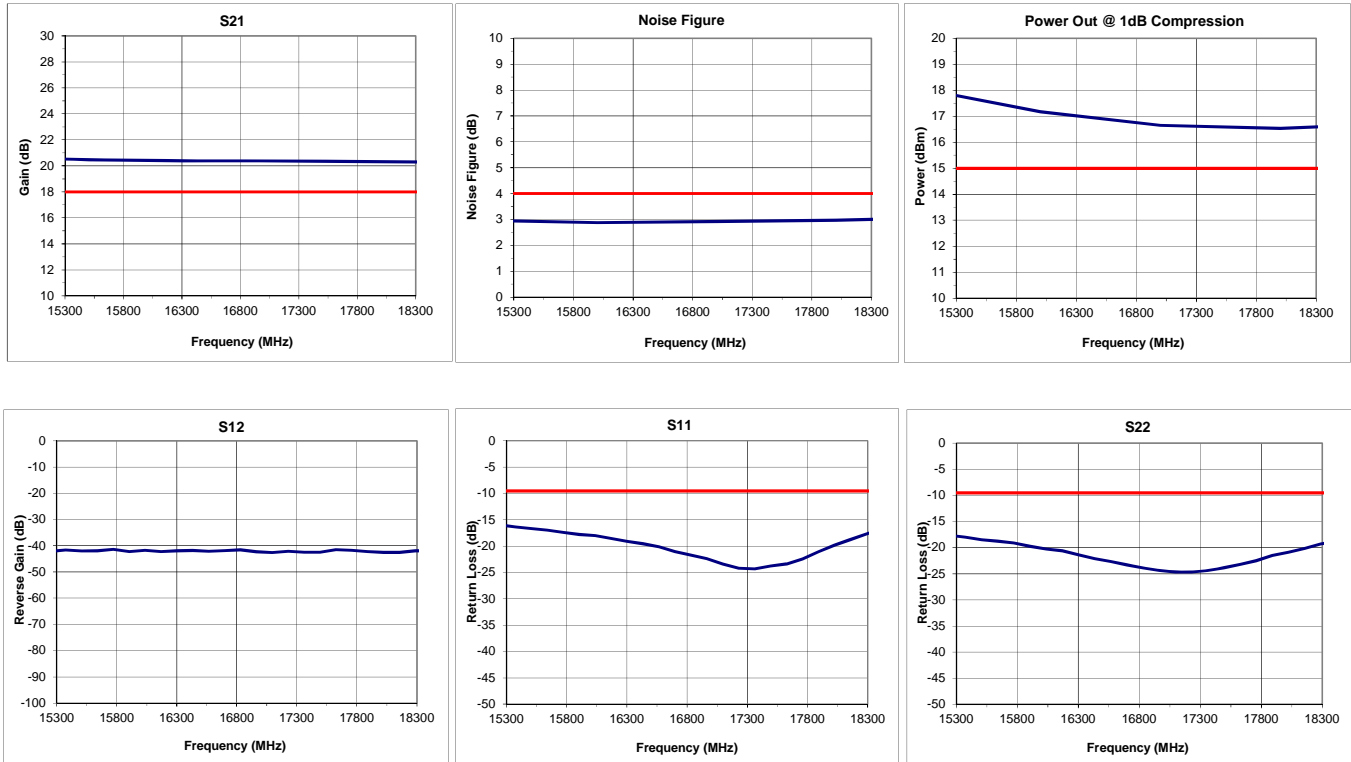 S21
30
28
26
24
22
20
18
16
14
12
10
Gain (dB)
15300 15800 16300 16800 17300 17800 18300
Frequency (MHz)
Noise Figure
10
9
8
7
6
5
4
3
2
1
0
Noise Figure (dB)
15300 15800 16300 16800 17300 17800 18300
Frequency (MHz)
Power Out @ 1dB Compression
20
19
18
17
16
15
14
13
12
11
10
Power (dBm)
15300 15800 16300 16800 17300 17800 18300
Frequency (MHz)
S12
0
-10
-20
-30
-40
-50
-60
-70
-80
-90
-100
Reverse Gain (dB)
15300 15800 16300 16800 17300 17800 18300
Frequency (MHz)
S11
0
-5
-10
-15
-20
-25
-30
-35
-40
-45
-50
Return Loss (dB)
15300 15800 16300 16800 17300 17800 18300
Frequency (MHz)
S22
0
-5
-10
-15
-20
-25
-30
-35
-40
-45
-50
Return Loss (dB)
15300 15800 16300 16800 17300 17800 18300
Frequency (MHz)